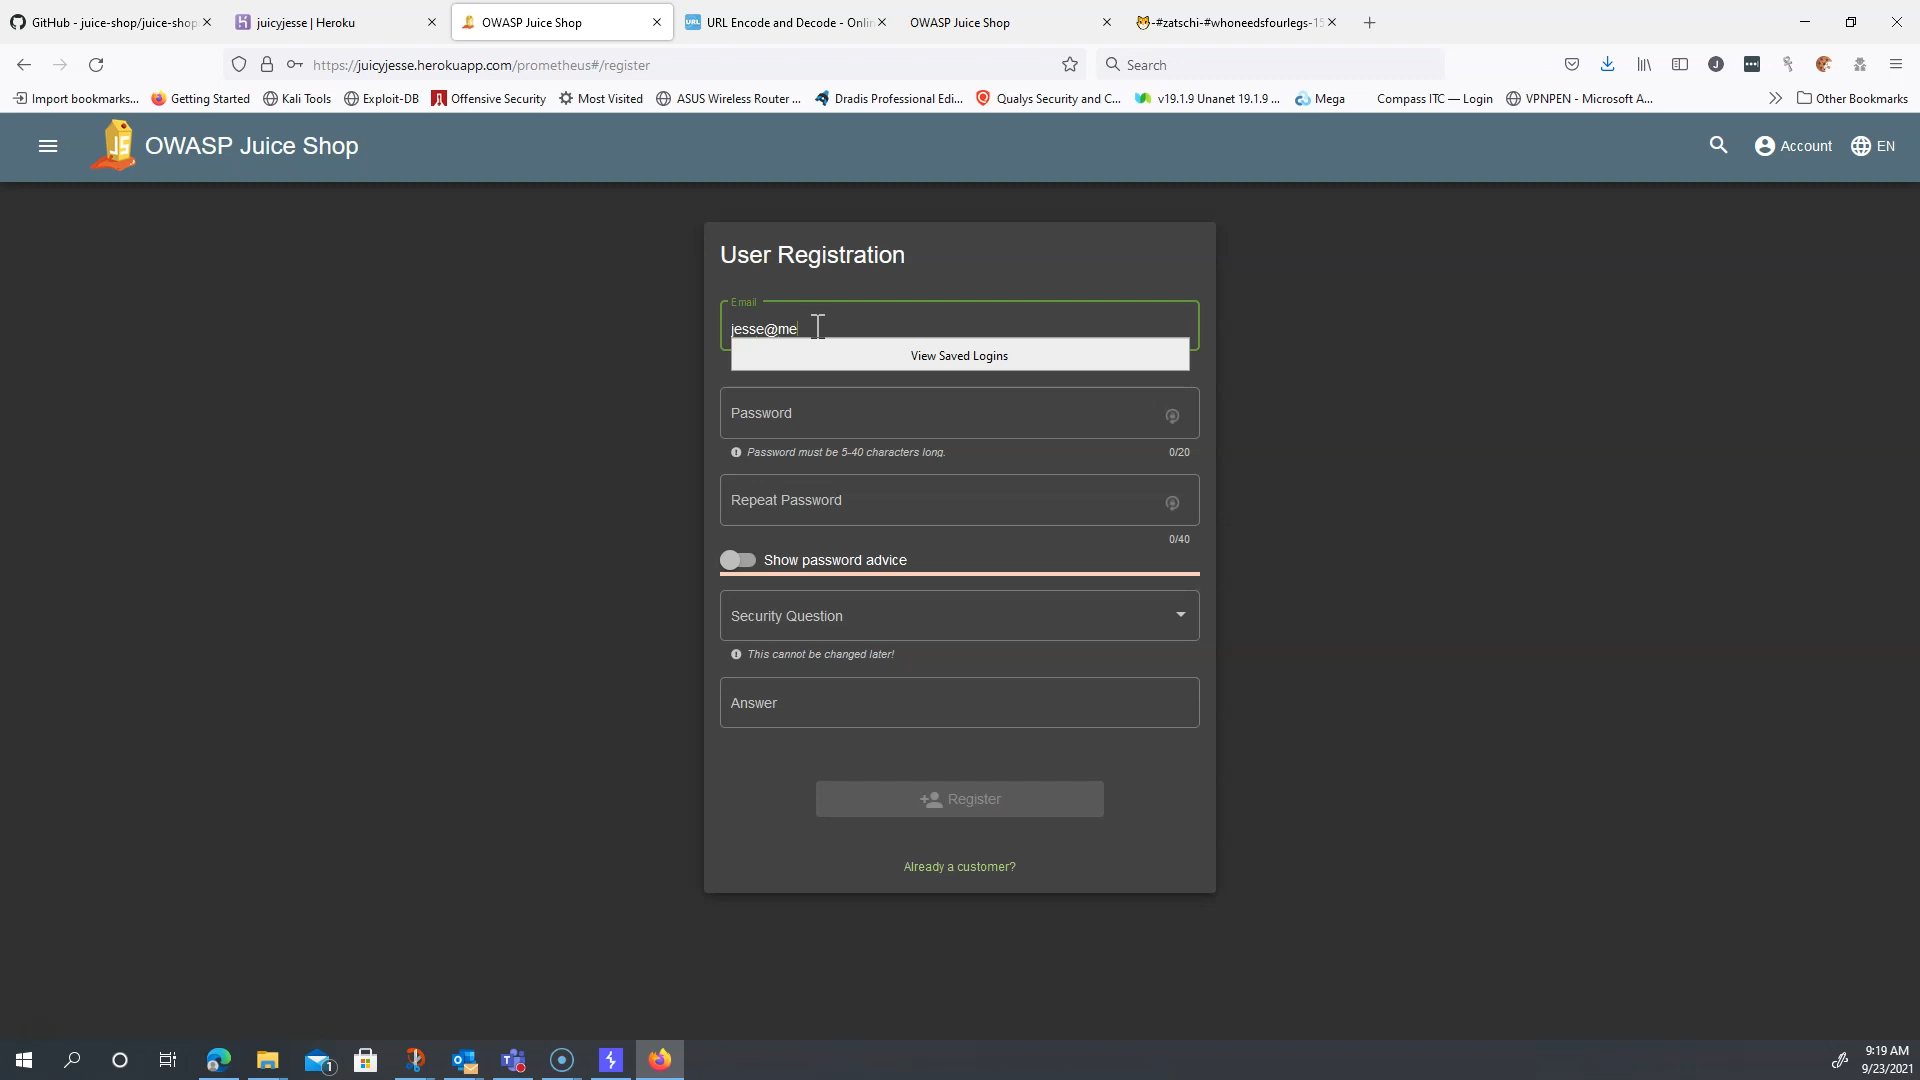 GitHub - juice-shop/juice-shop
juicyjesse | Heroku
OWASP Juice Shop
URL Encode and Decode - Onlin
OWASP Juice Shop
-#zatschi-#whoneedsfourlegs-15
https://juicyjesse.herokuapp.com/prometheus#/register
Search
Import bookmarks...
Getting Started
Kali Tools
Exploit-DB
Offensive Security
Most Visited
ASUS Wireless Router ...
Dradis Professional Edi...
Qualys Security and C...
v19.1.9 Unanet 19.1.9 ...
Mega
Compass ITC — Login
VPNPEN - Microsoft A...
Other Bookmarks
OWASP Juice Shop
Account
EN
User Registration
Email
jesse@me
View Saved Logins
Password
Password must be 5-40 characters long.
0/20
Repeat Password
0/40
Show password advice
Security Question
This cannot be changed later!
Answer
Register
Already a customer?
9:19 AM
9/23/2021